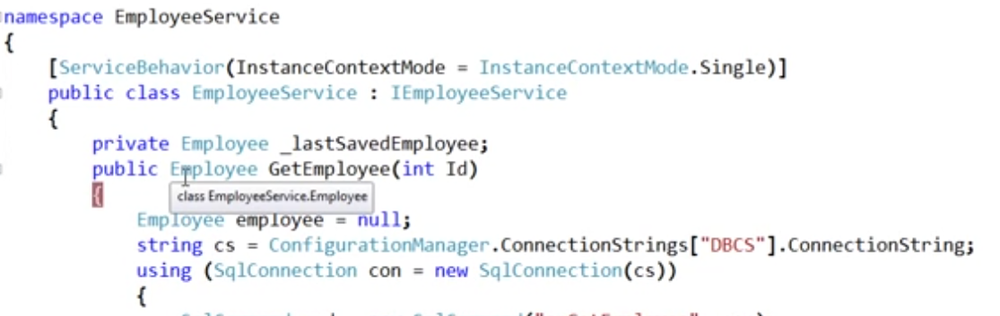 namespace EmployeeService
{
[ServiceBehavior(InstanceContextMode = InstanceContextMode.Single)]
public class EmployeeService : IEmployeeService
{
private Employee _lastSavedEmployee;
public Employee GetEmployee(int Id)
{
class EmployeeService.Employee
Employee employee = null;
string cs = ConfigurationManager.ConnectionStrings["DBCS"].ConnectionString;
using (SqlConnection con = new SqlConnection(cs))
{